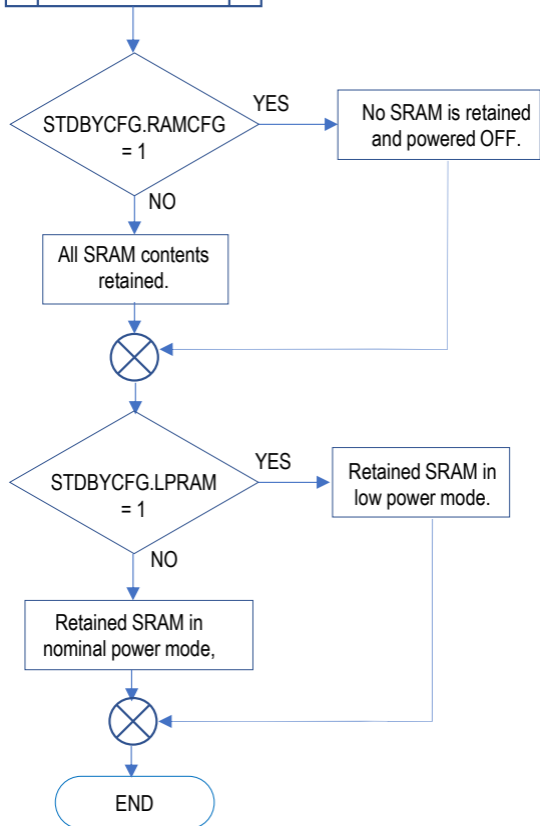 STDBYCFG.RAMCFG
= 1
YES
No SRAM is retained
and powered OFF.
NO
All SRAM contents
retained.
STDBYCFG.LPRAM
= 1
YES
Retained SRAM in
low power mode.
NO
Retained SRAM in
nominal power mode,
END